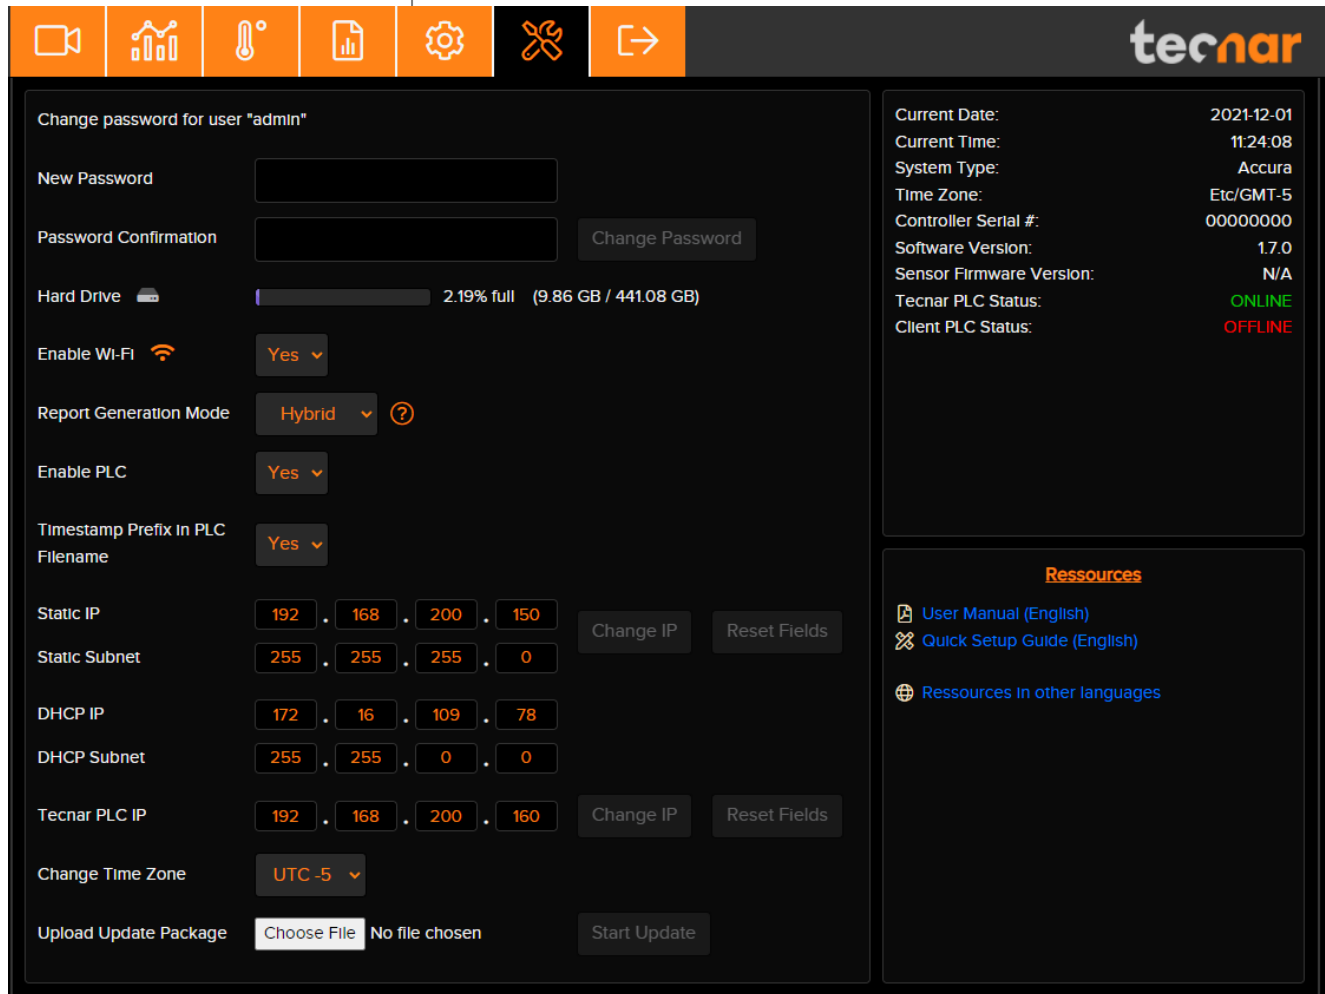 tecnar
Change password for user "admin"
New Password
Password Confirmation
Change Password
Hard Drive
2.19% full (9.86 GB / 441.08 GB)
Enable Wi-Fi
Yes
Report Generation Mode
Hybrid
?
Enable PLC
Yes
Timestamp Prefix in PLC
Filename
Yes
Static IP
192 . 168 . 200 . 150
Change IP
Reset Fields
Static Subnet
255 . 255 . 255 . 0
DHCP IP
172 . 16 . 109 . 78
DHCP Subnet
255 . 255 . 0 . 0
Tecnar PLC IP
192 . 168 . 200 . 160
Change IP
Reset Fields
Change Time Zone
UTC -5
Upload Update Package
Choose File No file chosen
Start Update
Current Date: 2021-12-01
Current Time: 11:24:08
System Type: Accura
Time Zone: Etc/GMT-5
Controller Serial #: 00000000
Software Version: 1.7.0
Sensor Firmware Version: N/A
Tecnar PLC Status: ONLINE
Client PLC Status: OFFLINE
Ressources
User Manual (English)
Quick Setup Guide (English)
Ressources in other languages